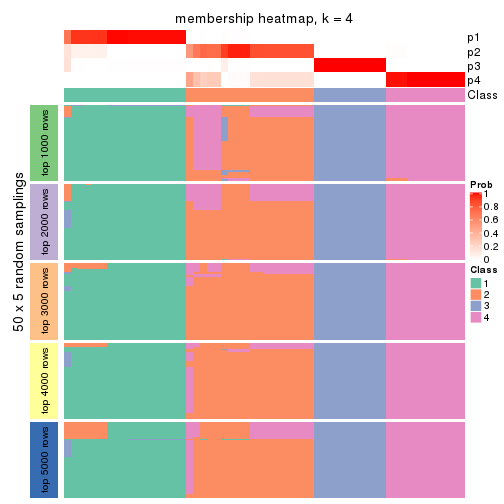 membership heatmap, k = 4
p1
p2
p3
p4
Class
50 x 5 random samplings
top 1000 rows
top 2000 rows
top 3000 rows
top 4000 rows
top 5000 rows
Prob
1
0.8
0.6
0.4
0.2
0
Class
1
2
3
4